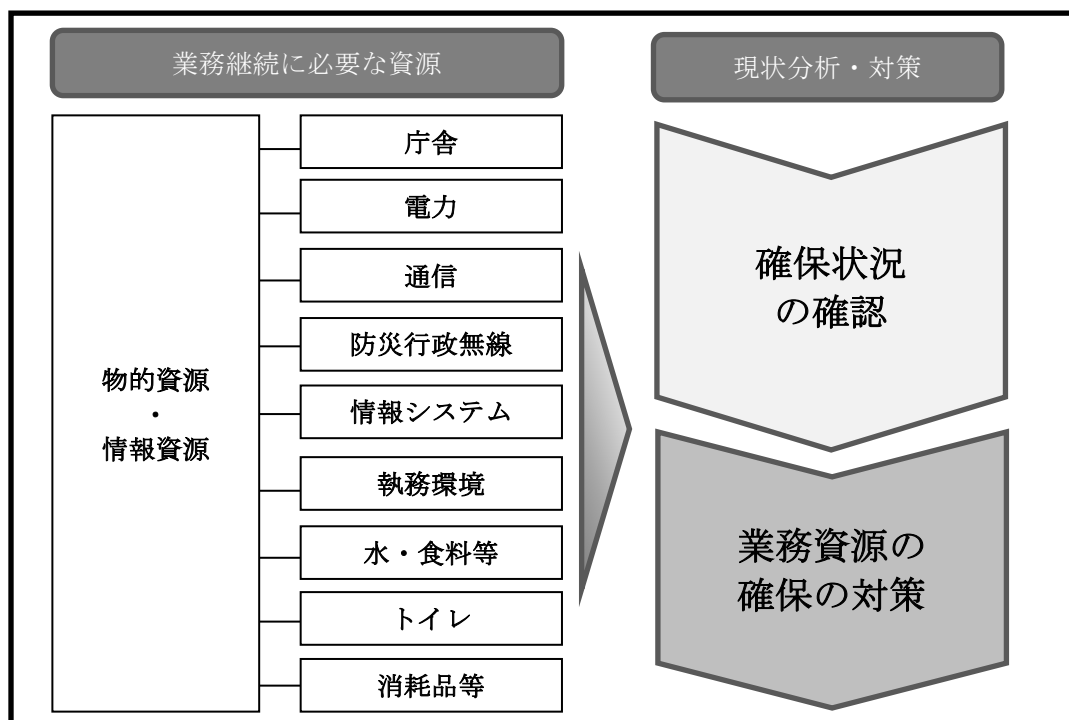 業務継続に必要な資源
現状分析・対策
物的資源
・
情報資源
庁舎
電力
通信
防災行政無線
情報システム
執務環境
水・食料等
トイレ
消耗品等
確保状況
の確認
業務資源の
確保の対策